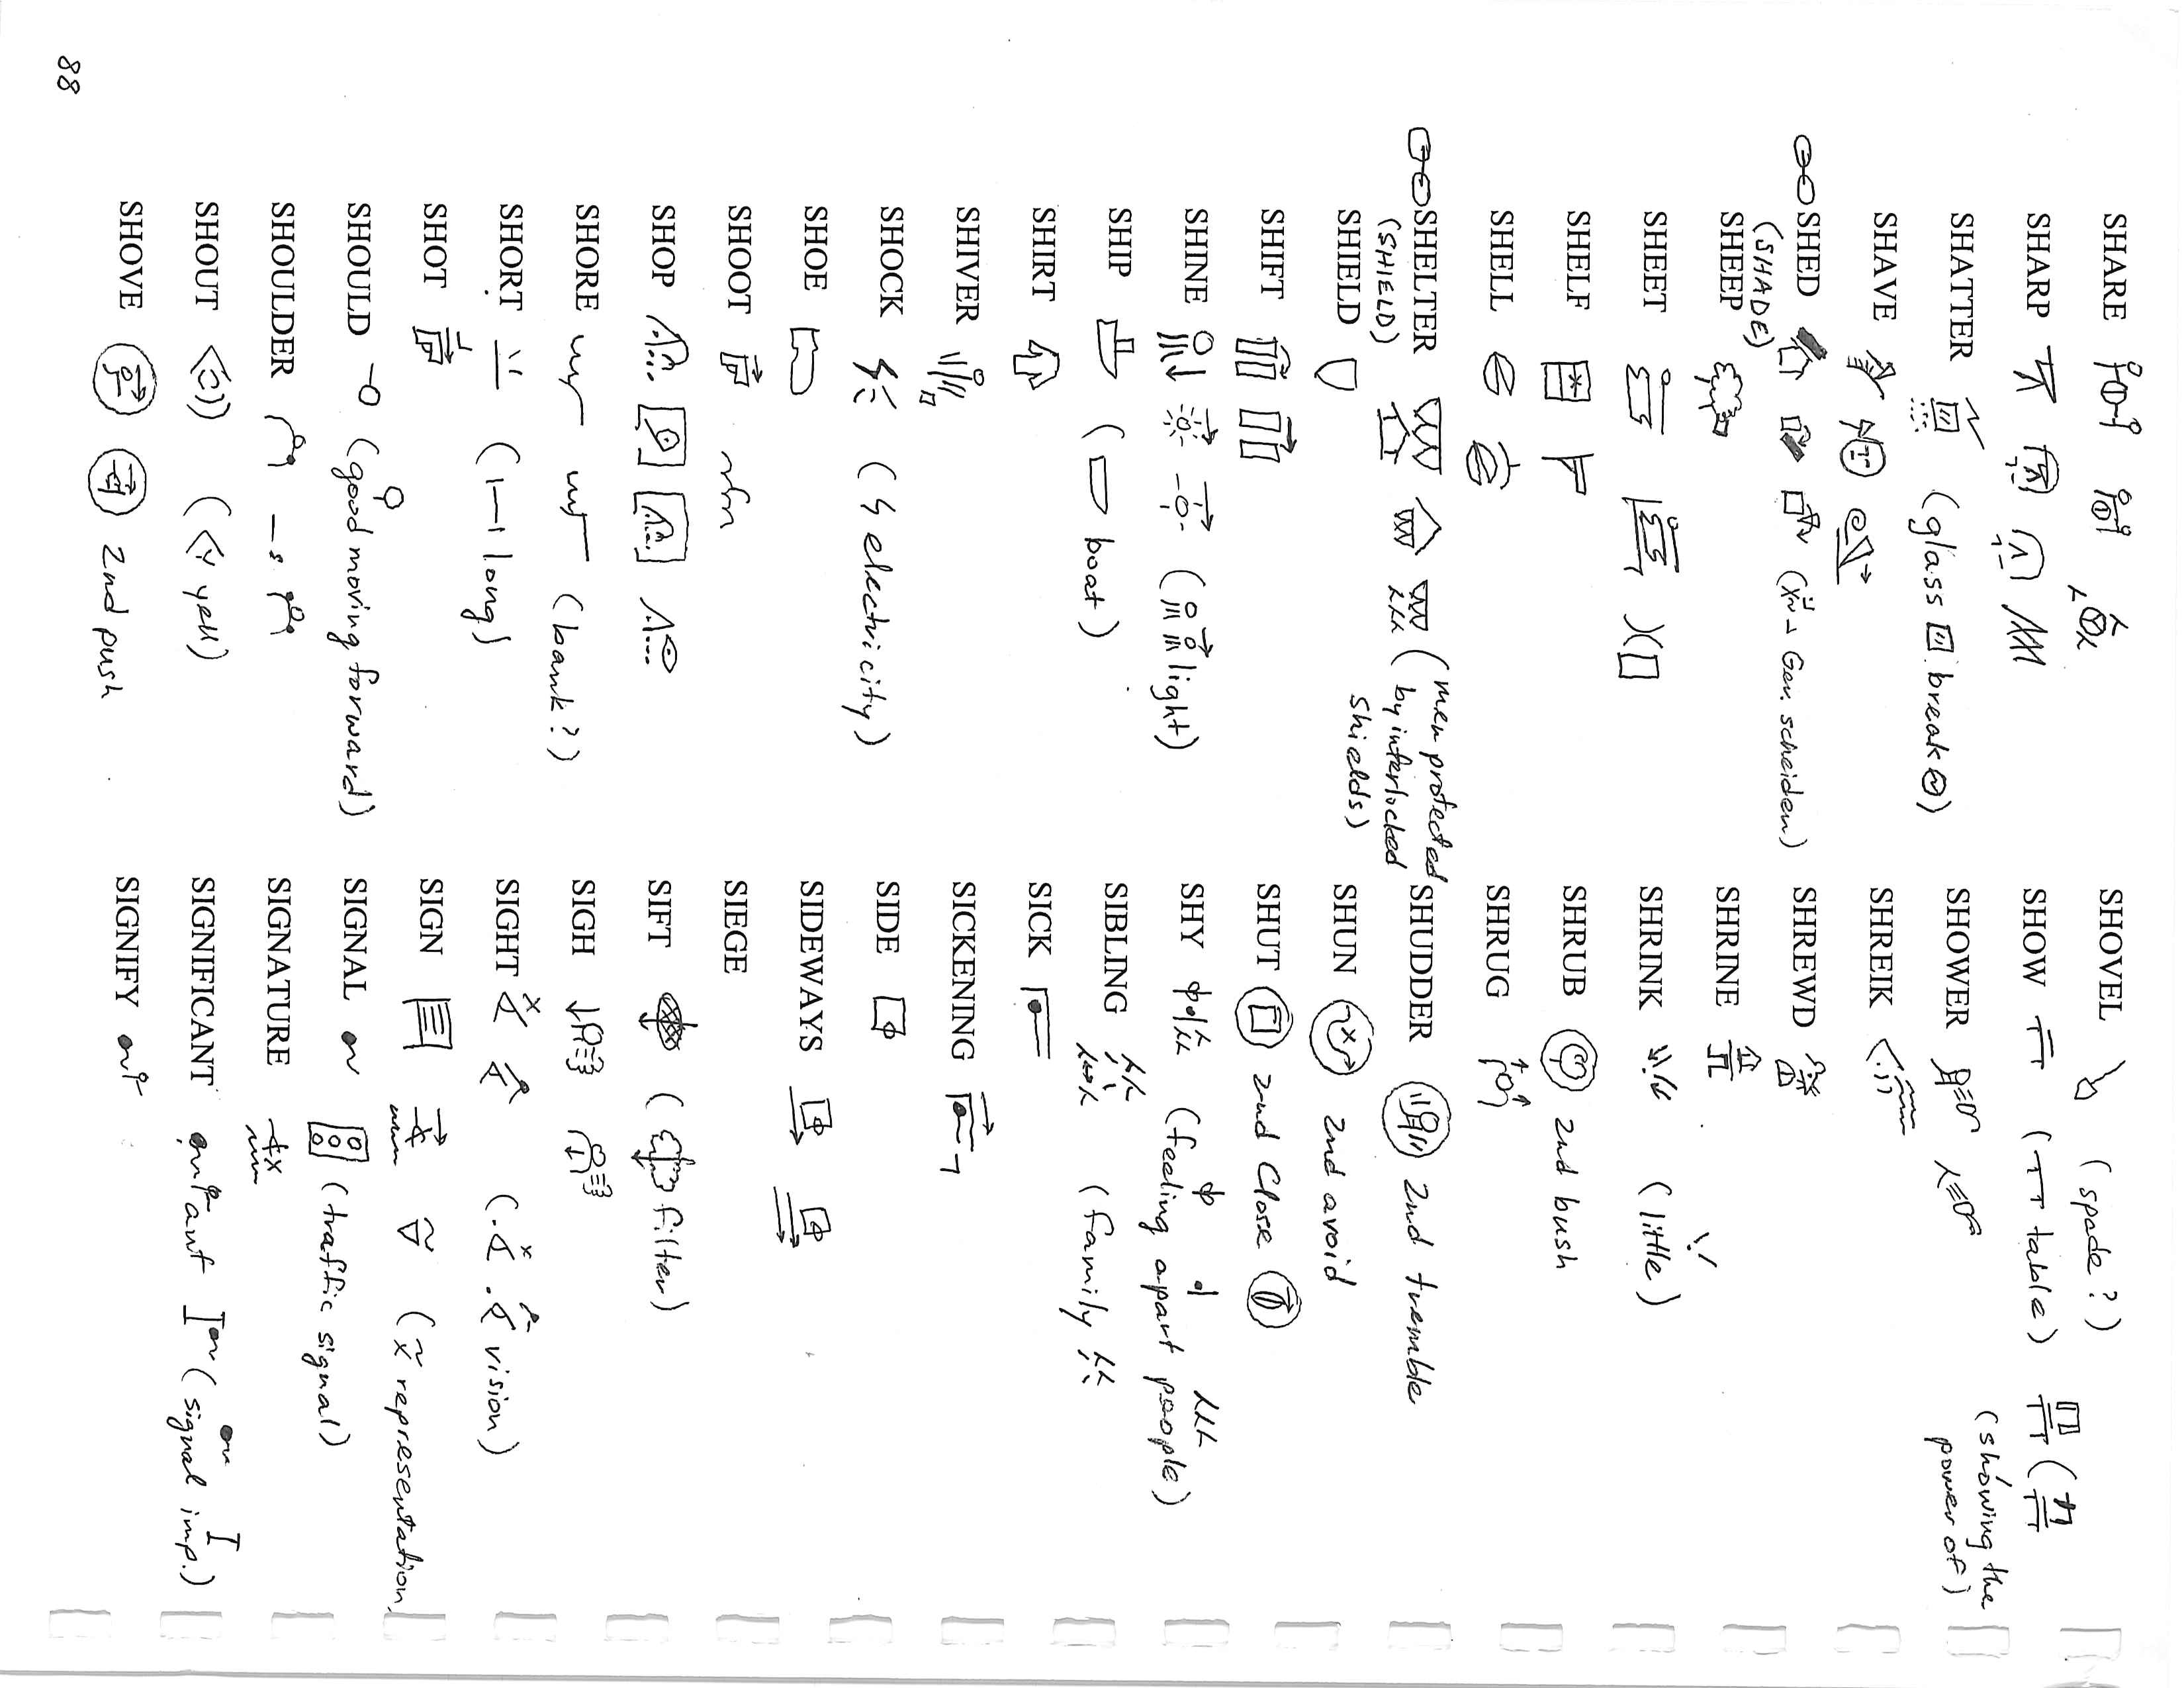 SHARE
SHARP
SHATTER (glass break)
SHAVE
SHED (Ger. scheiden)
(SHADE)
SHEEP
SHEET
SHELF
SHELL
SHELTER (men protected
(SHIELD) by interlocked
shields)
SHIELD
SHIFT
SHINE (light)
SHIP (boat)
SHIRT
SHIVER
SHOCK (electricity)
SHOE
SHOOT
SHOP
SHORE (bank?)
SHORT (long)
SHOT
SHOULD (good moving forward)
SHOULDER
SHOUT (yell)
SHOVE 2nd push
SHOVEL (spade?)
SHOW (table) (showing the
power of)
SHOWER
SHREIK
SHREWD
SHRINE
SHRINK (little)
SHRUB 2nd bush
SHRUG
SHUDDER 2nd tremble
SHUN 2nd avoid
SHUT 2nd Close
SHY (feeling apart people)
SIBLING (family)
SICK
SICKENING
SIDE
SIDEWAYS
SIEGE
SIFT (filter)
SIGH
SIGHT (vision)
SIGN (representation,
SIGNAL (traffic signal)
SIGNATURE
SIGNIFICANT ant (signal imp.)
SIGNIFY
88